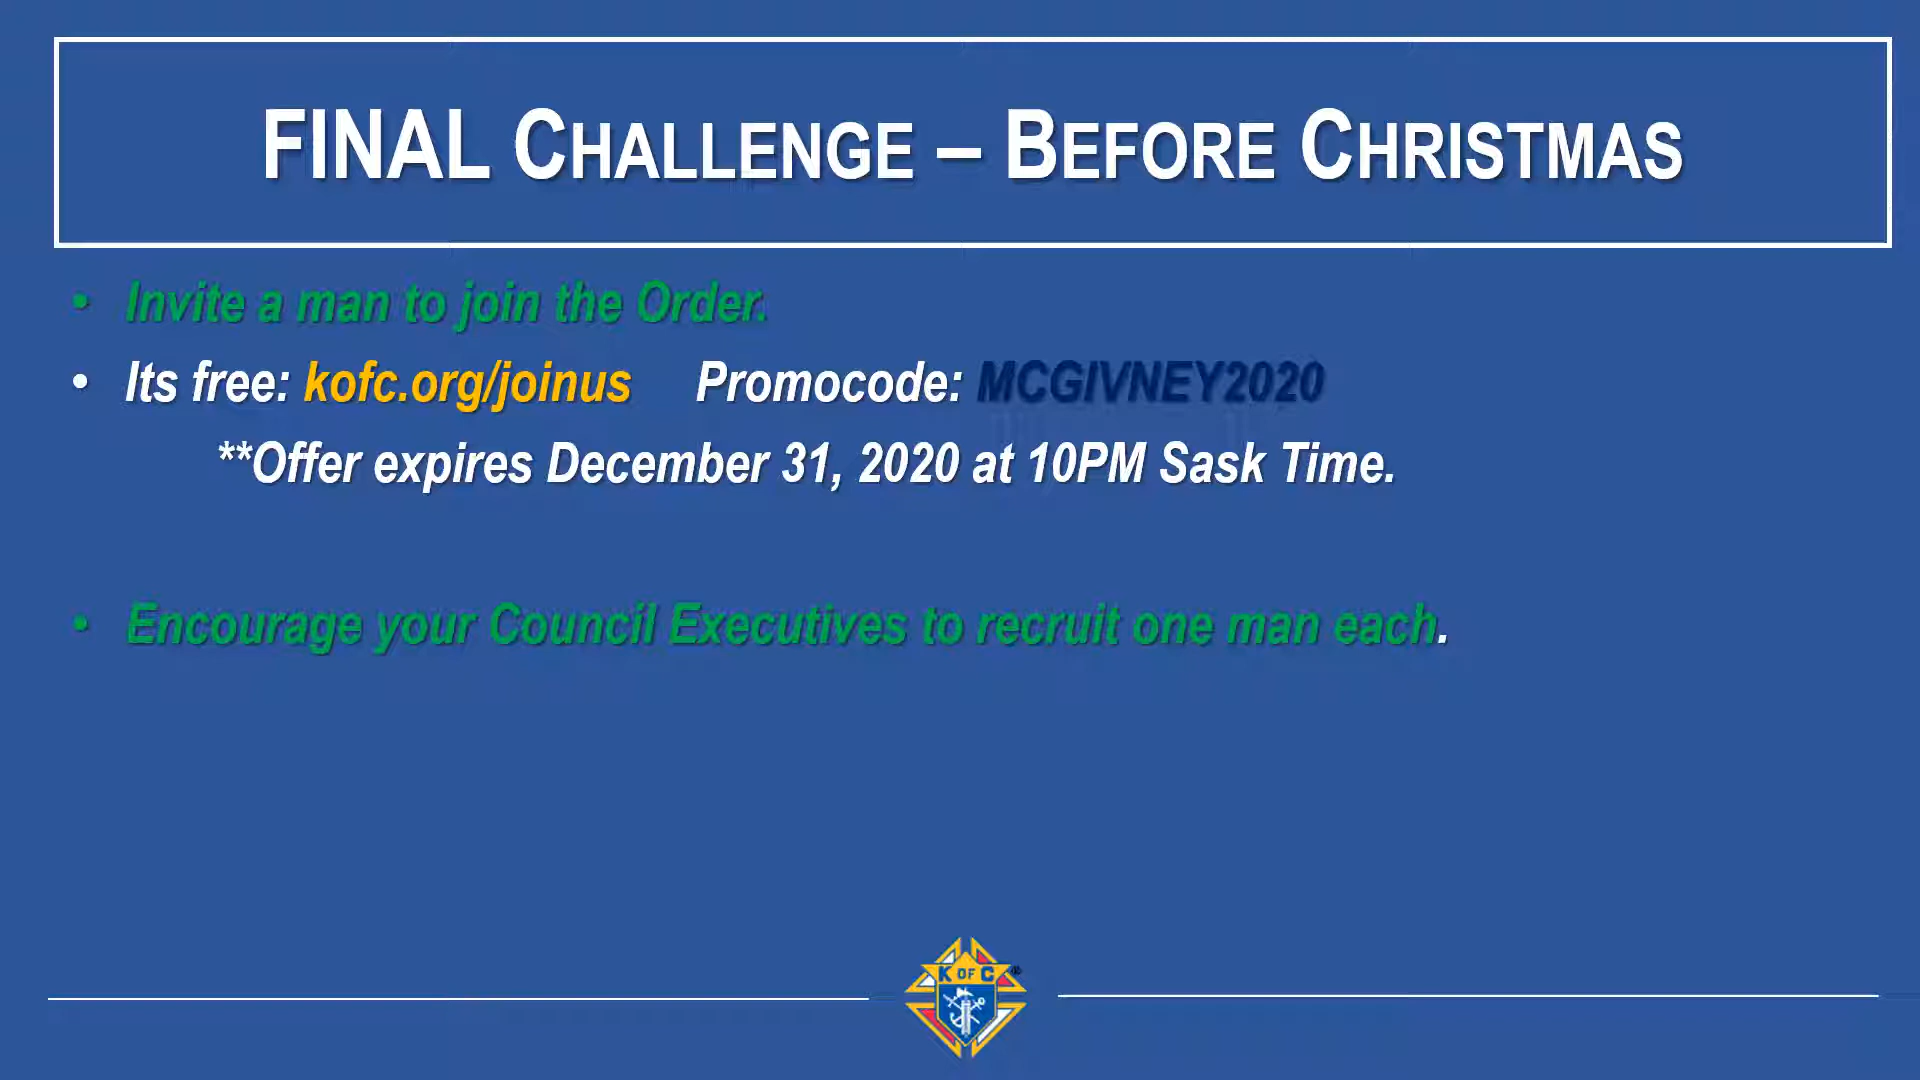 FINAL CHALLENGE – BEFORE CHRISTMAS
• Invite a man to join the Order.
• Its free: kofc.org/joinus Promocode: MCGIVNEY2020
**Offer expires December 31, 2020 at 10PM Sask Time.
• Encourage your Council Executives to recruit one man each.
K OF C ®